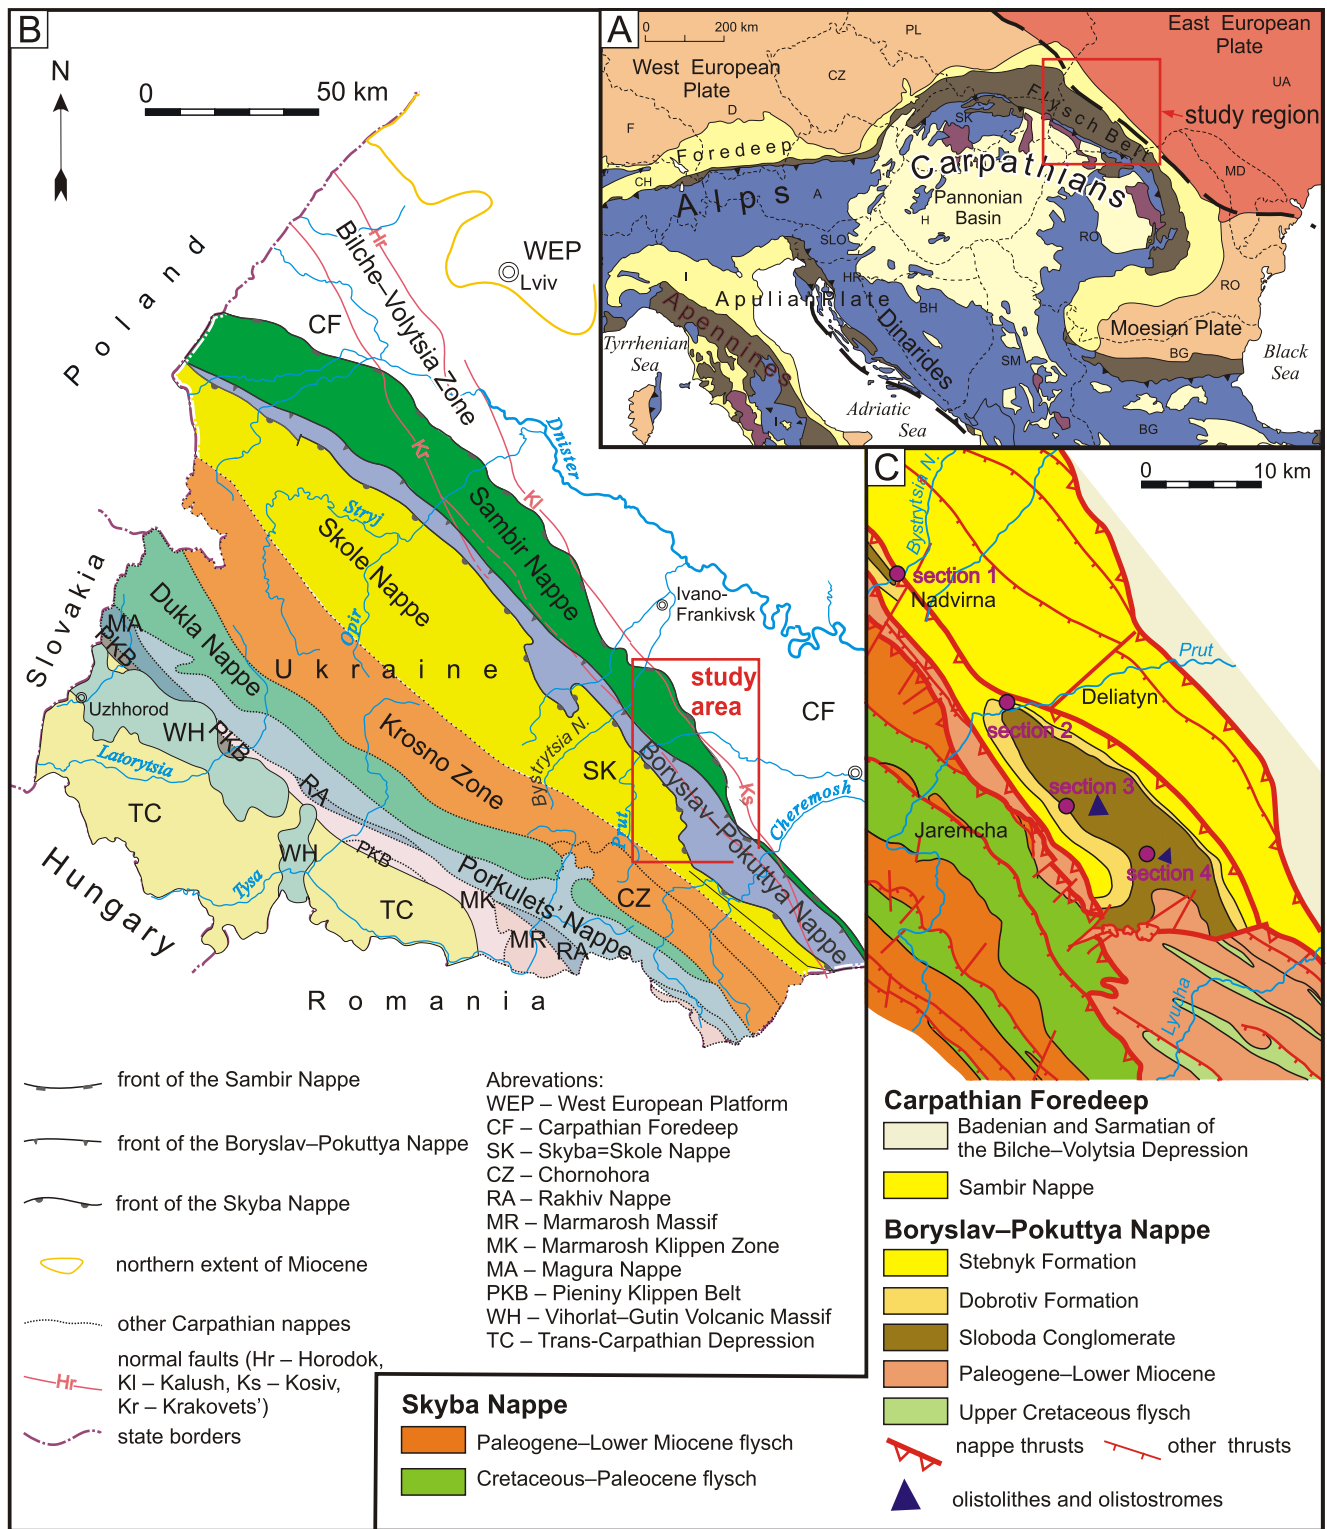 B
N
0 50 km
Poland
Bilche–Volytsia Zone
Hr
WEP
Lviv
CF
Kr
Kl
Dnister
Sambir Nappe
Stryj
Skole Nappe
Opir
Ivano-
Frankivsk
Slovakia
Dukla Nappe
MA
PKB
Ukraine
study
area
CF
Uzhhorod
WH
PKB
Krosno Zone
Bystrytsia N.
SK
Boryslav–Pokuttya Nappe
Ks
Cheremosh
Prut
Latorytsia
RA
TC
WH
PKB
Porkulets' Nappe
CZ
Tysa
TC
MK
MR
RA
Hungary
Romania
A
0 200 km
PL
East European
Plate
West European
Plate
CZ
UA
D
F
Flysch Belt
SK
study region
Foredeep
CH
Carpathians
MD
Alps
A
Pannonian
Basin
H
SLO
RO
HR
I
Apulian Plate
BH
RO
Apennines
Dinarides
Moesian Plate
Tyrrhenian
Sea
SM
BG
Black
Sea
Adriatic
Sea
I
BG
C
0 10 km
Bystrytsia N.
section 1
Nadvirna
Prut
Deliatyn
section 2
section 3
Jaremcha
section 4
Lyucha
front of the Sambir Nappe
front of the Boryslav–Pokuttya Nappe
front of the Skyba Nappe
northern extent of Miocene
other Carpathian nappes
normal faults (Hr – Horodok,
Hr
Kl – Kalush, Ks – Kosiv,
Kr – Krakovets')
state borders
Abrevations:
WEP – West European Platform
CF – Carpathian Foredeep
SK – Skyba=Skole Nappe
CZ – Chornohora
RA – Rakhiv Nappe
MR – Marmarosh Massif
MK – Marmarosh Klippen Zone
MA – Magura Nappe
PKB – Pieniny Klippen Belt
WH – Vihorlat–Gutin Volcanic Massif
TC – Trans-Carpathian Depression
Skyba Nappe
Paleogene–Lower Miocene flysch
Cretaceous–Paleocene flysch
Carpathian Foredeep
Badenian and Sarmatian of
the Bilche–Volytsia Depression
Sambir Nappe
Boryslav–Pokuttya Nappe
Stebnyk Formation
Dobrotiv Formation
Sloboda Conglomerate
Paleogene–Lower Miocene
Upper Cretaceous flysch
nappe thrusts
other thrusts
olistolithes and olistostromes